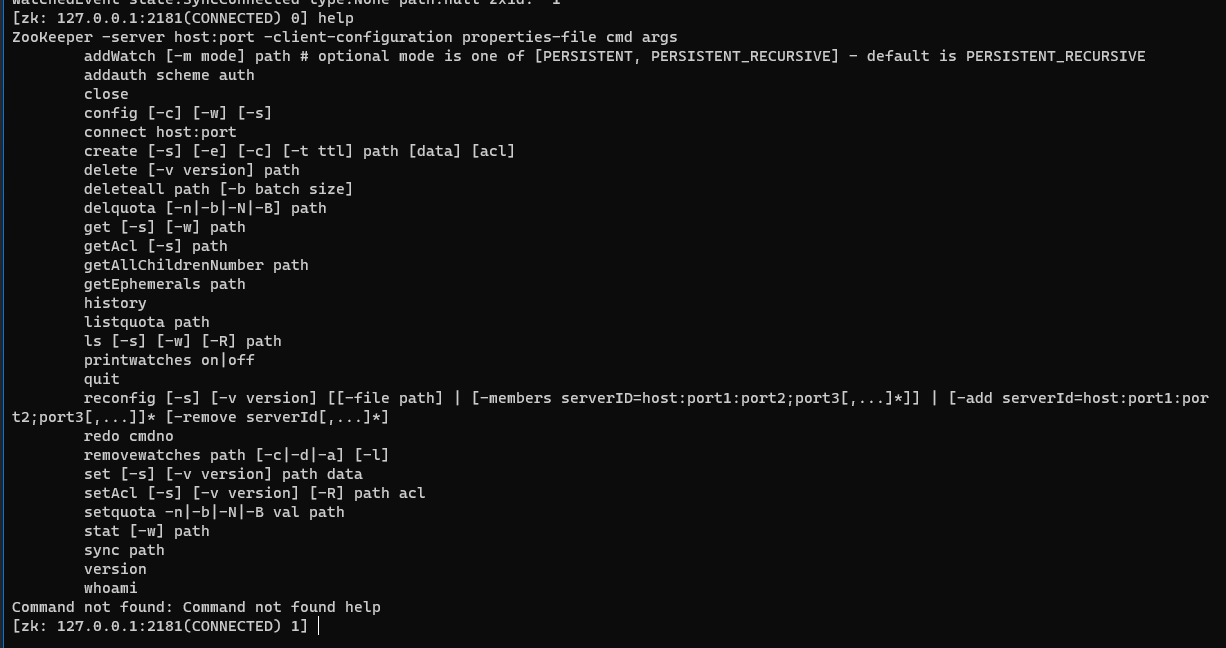 WatchedEvent state:SyncConnected type:None path:null zxid: -1
[zk: 127.0.0.1:2181(CONNECTED) 0] help
ZooKeeper -server host:port -client-configuration properties-file cmd args
addWatch [-m mode] path # optional mode is one of [PERSISTENT, PERSISTENT_RECURSIVE] - default is PERSISTENT_RECURSIVE
addauth scheme auth
close
config [-c] [-w] [-s]
connect host:port
create [-s] [-e] [-c] [-t ttl] path [data] [acl]
delete [-v version] path
deleteall path [-b batch size]
delquota [-n|-b|-N|-B] path
get [-s] [-w] path
getAcl [-s] path
getAllChildrenNumber path
getEphemerals path
history
listquota path
ls [-s] [-w] [-R] path
printwatches on|off
quit
reconfig [-s] [-v version] [[-file path] | [-members serverID=host:port1:port2;port3[,...]*]] | [-add serverId=host:port1:por
t2;port3[,...]]* [-remove serverId[,...]*]
redo cmdno
removewatches path [-c|-d|-a] [-l]
set [-s] [-v version] path data
setAcl [-s] [-v version] [-R] path acl
setquota -n|-b|-N|-B val path
stat [-w] path
sync path
version
whoami
Command not found: Command not found help
[zk: 127.0.0.1:2181(CONNECTED) 1]